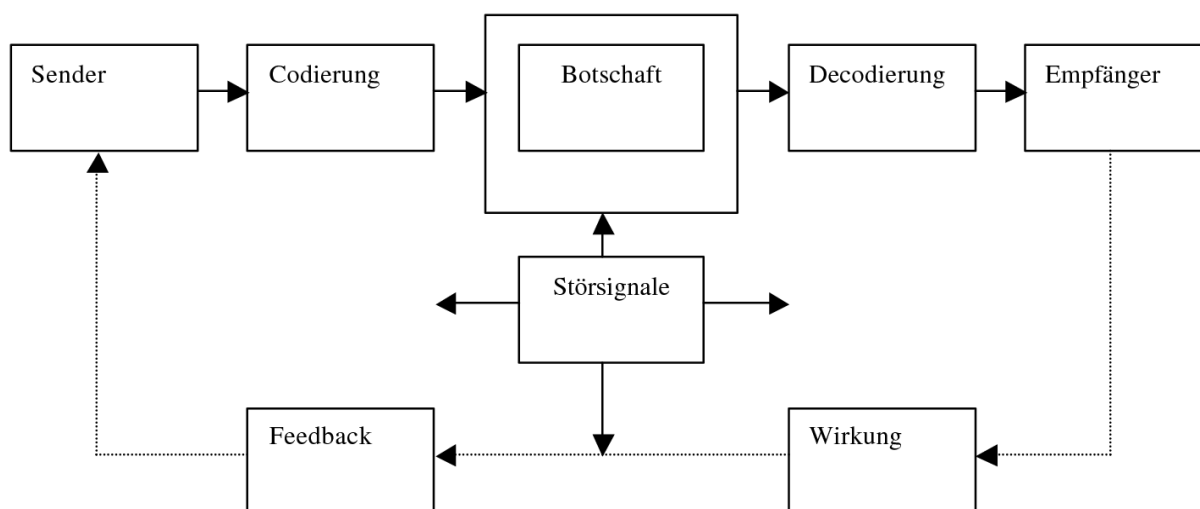 Sender
Codierung
Botschaft
Decodierung
Empfänger
Störsignale
Feedback
Wirkung